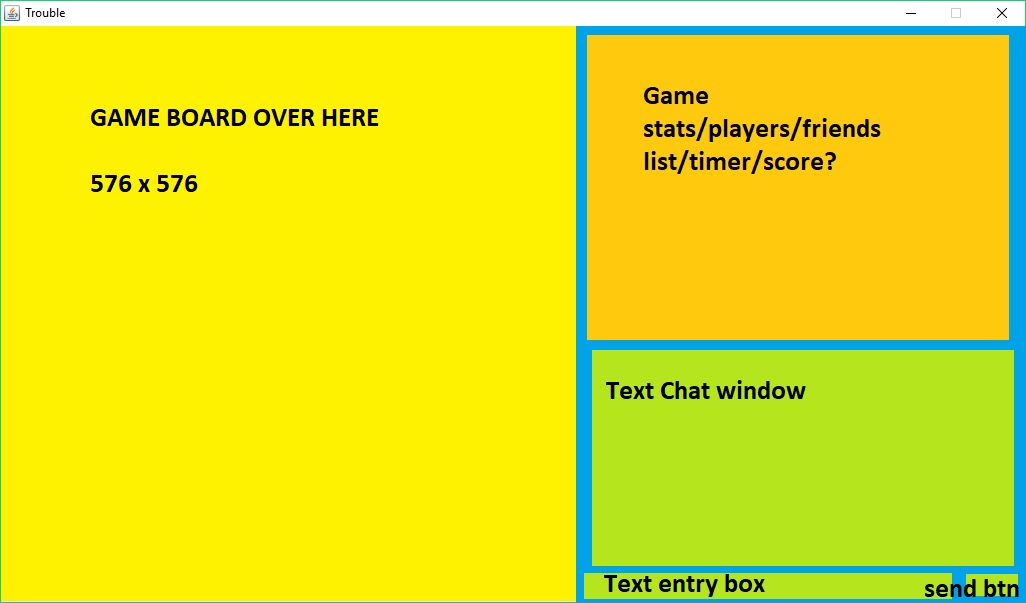 Trouble
GAME BOARD OVER HERE
576 x 576
Game
stats/players/friends
list/timer/score?
Text Chat window
Text entry box
send btn